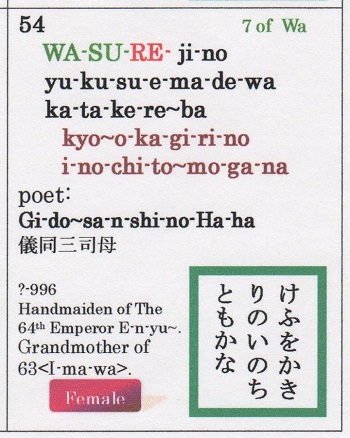 54
7 of Wa
WA-SU-RE- ji-no
yu-ku-su-e-ma-de-wa
ka-ta-ke-re~ba
kyo~o-ka-gi-ri-no
i-no-chi-to~mo-ga-na
poet:
Gi-do~sa-n-shi-no-Ha-ha
儀同三司母
?-996
Handmaiden of The
64th Emperor E-n-yu~.
Grandmother of
63<I-ma-wa>.
Female
けふをかき
りのいのち
ともかな